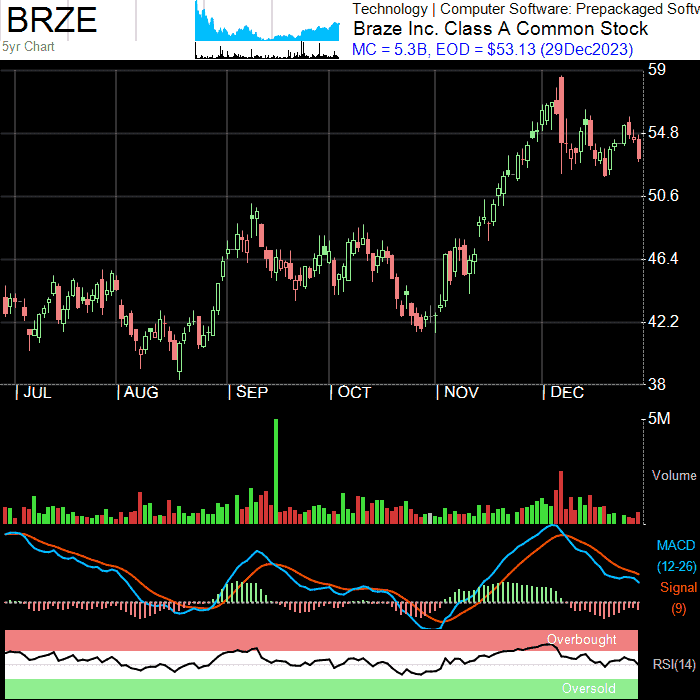 BRZE
5yr Chart
Technology | Computer Software: Prepackaged Softw
Braze Inc. Class A Common Stock
MC = 5.3B, EOD = $53.13 (29Dec2023)
59
54.8
50.6
46.4
42.2
38
|JUL |AUG |SEP |OCT |NOV |DEC
5M
Volume
MACD
(12-26)
Signal
(9)
Overbought
RSI(14)
Oversold